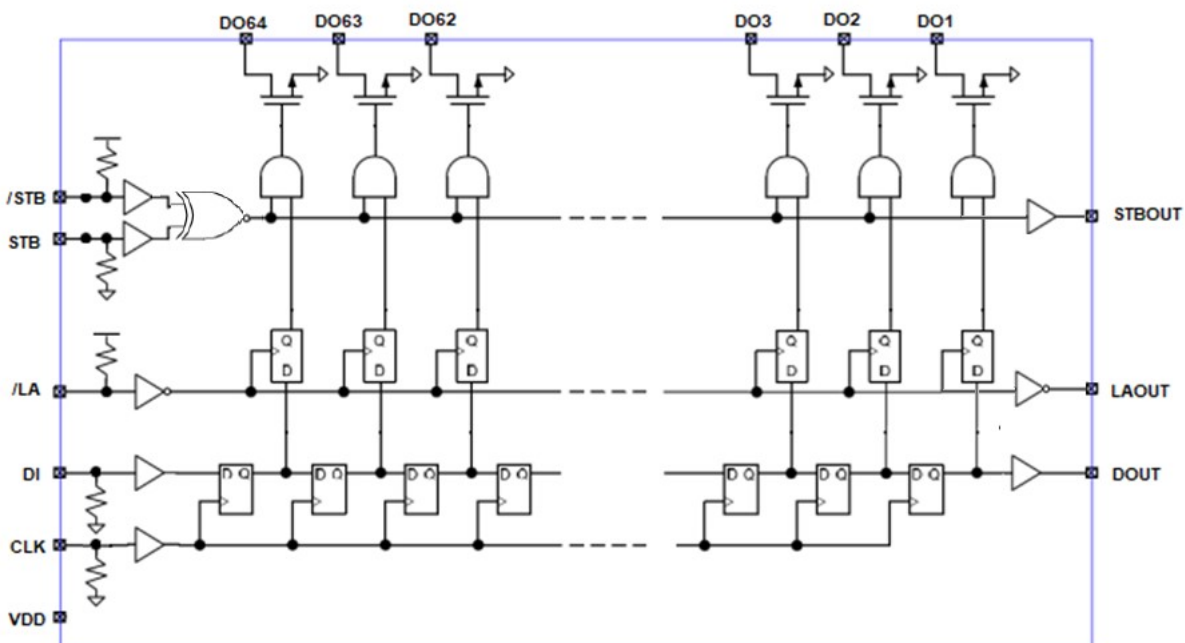 DO64 DO63 DO62 DO3 DO2 DO1
/STB
STB
STBOUT
Q Q Q Q Q Q
D D D D D D
/LA
LAOUT
DI
D Q D Q D Q D Q D Q D Q D Q
DOUT
CLK
VDD